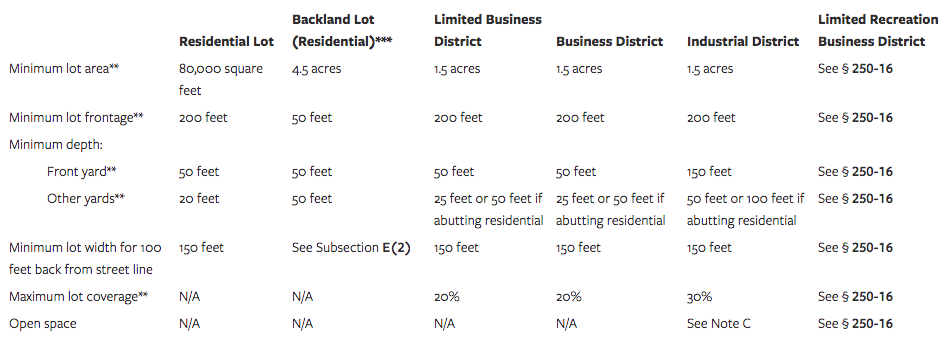 Backland Lot Limited Business Limited Recreation
Residential Lot (Residential)*** District Business District Industrial District Business District
Minimum lot area** 80,000 square 4.5 acres 1.5 acres 1.5 acres 1.5 acres See § 250-16
feet
Minimum lot frontage** 200 feet 50 feet 200 feet 200 feet 200 feet See § 250-16
Minimum depth:
Front yard** 50 feet 50 feet 50 feet 50 feet 150 feet See § 250-16
Other yards** 20 feet 50 feet 25 feet or 50 feet if 25 feet or 50 feet if 50 feet or 100 feet if See § 250-16
abutting residential abutting residential abutting residential
Minimum lot width for 100 150 feet See Subsection E(2) 150 feet 150 feet 150 feet See § 250-16
feet back from street line
Maximum lot coverage** N/A N/A 20% 20% 30% See § 250-16
Open space N/A N/A N/A N/A See Note C See § 250-16